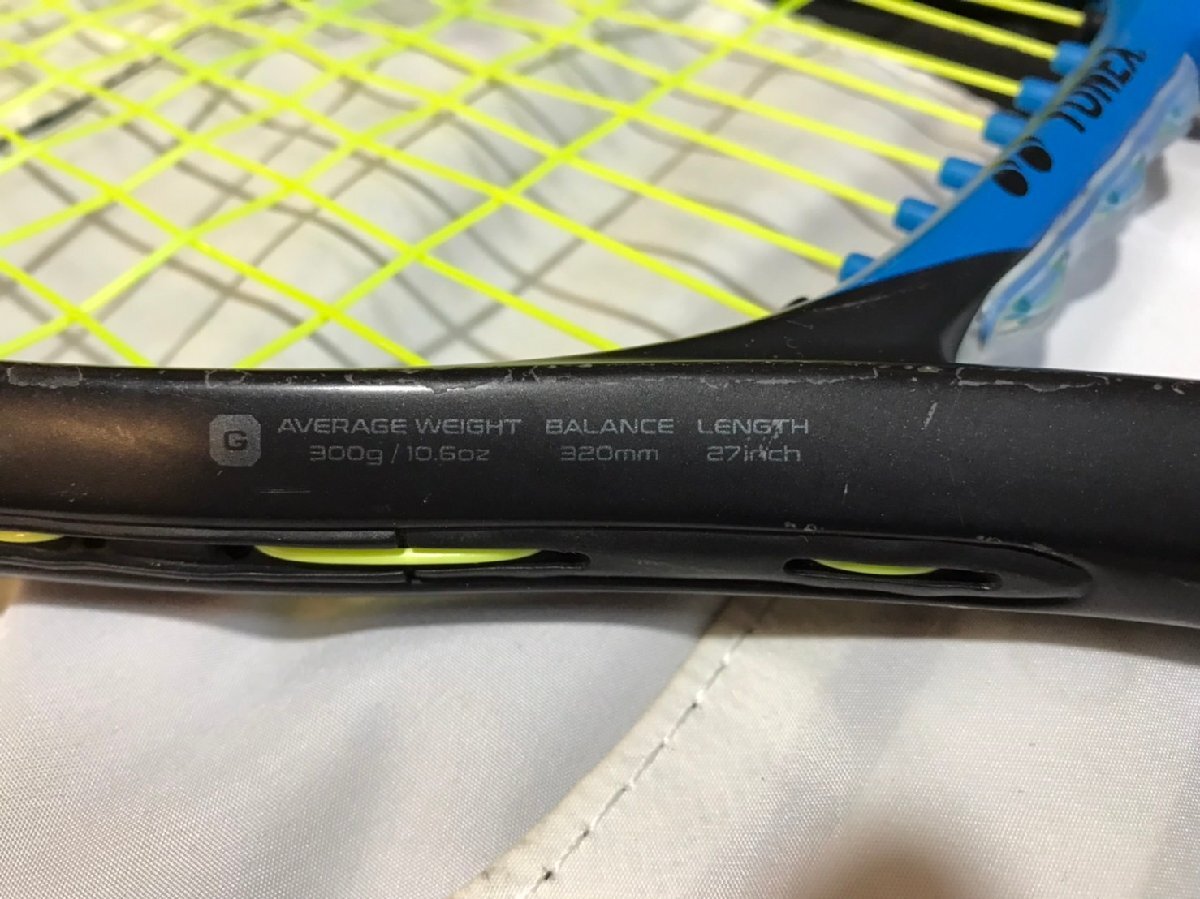 YONEX
G AVERAGE WEIGHT BALANCE LENGTH
300g / 10.6oz 320mm 27inch